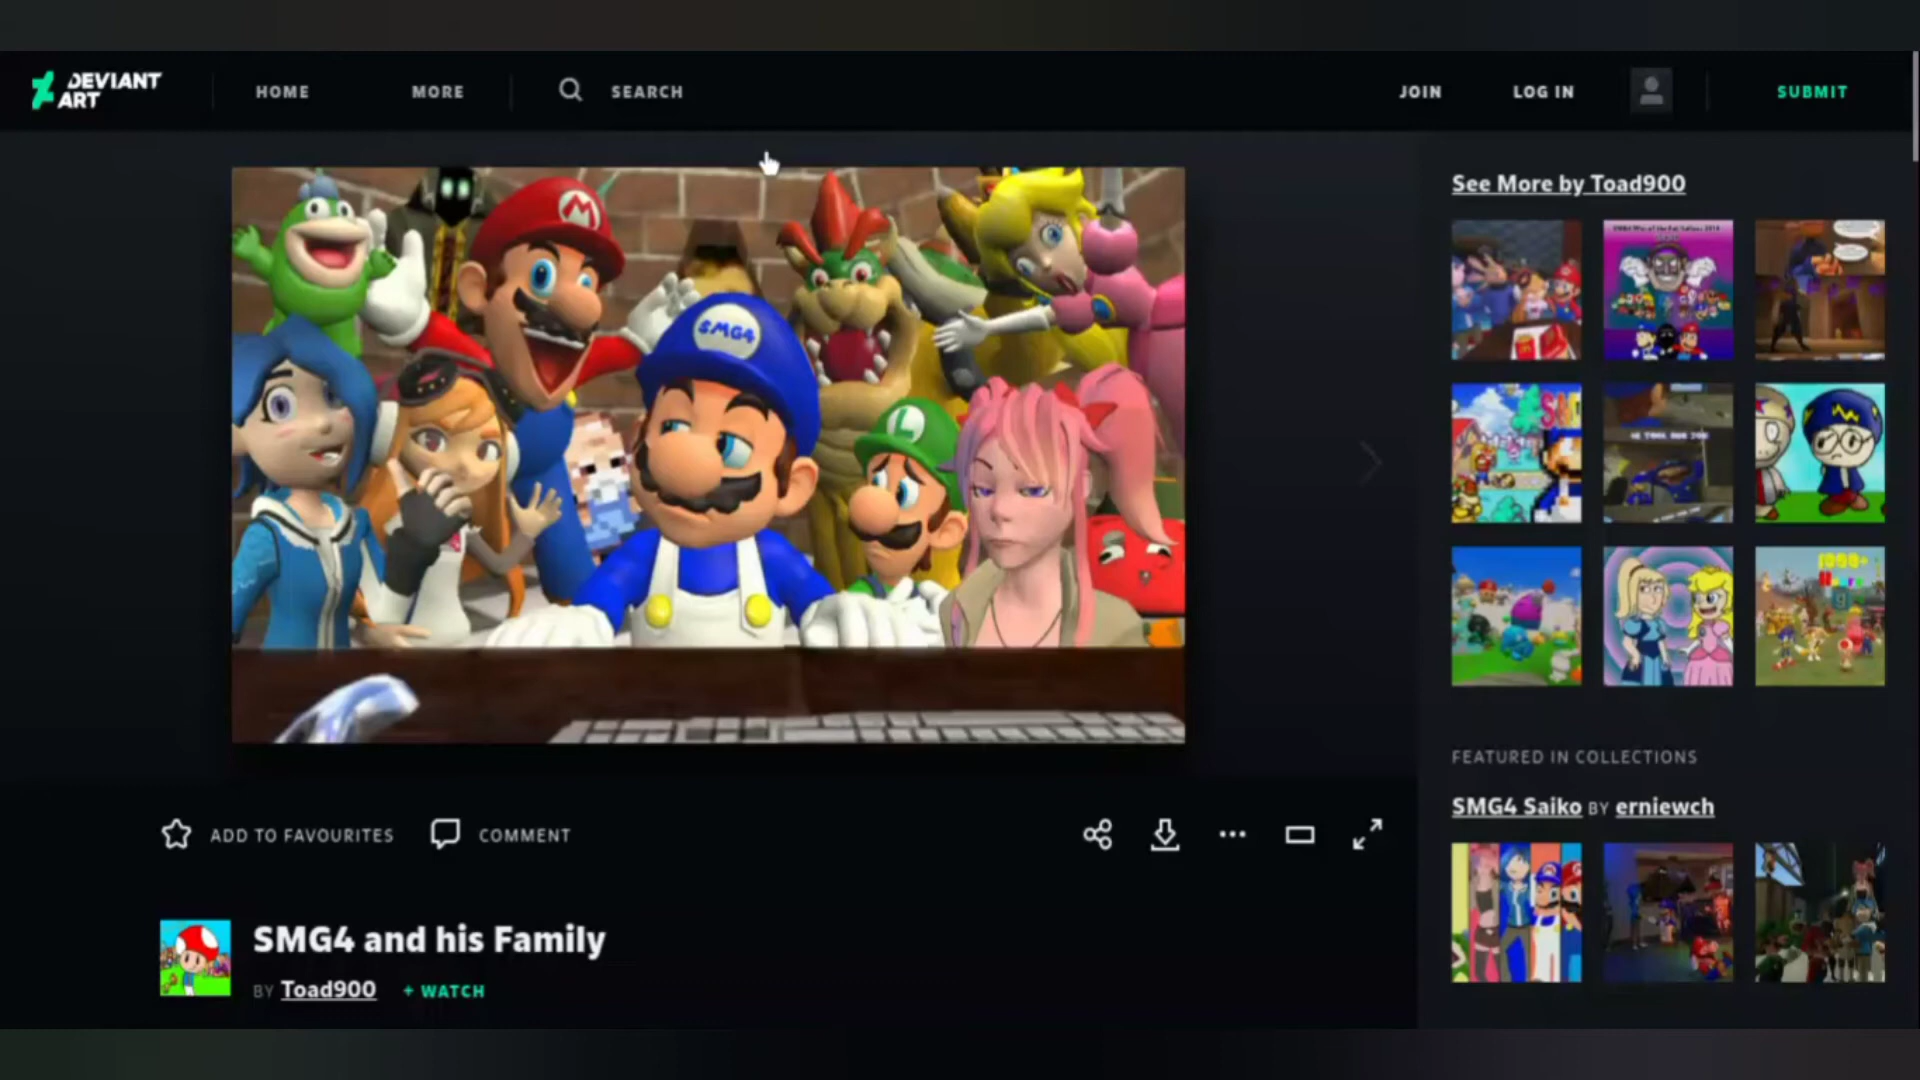 DEVIANT
ART
HOME
MORE
SEARCH
JOIN
LOG IN
SUBMIT
SMG4
See More by Toad900
FEATURED IN COLLECTIONS
SMG4 Saiko BY erniewch
ADD TO FAVOURITES
COMMENT
SMG4 and his Family
BY Toad900
+ WATCH